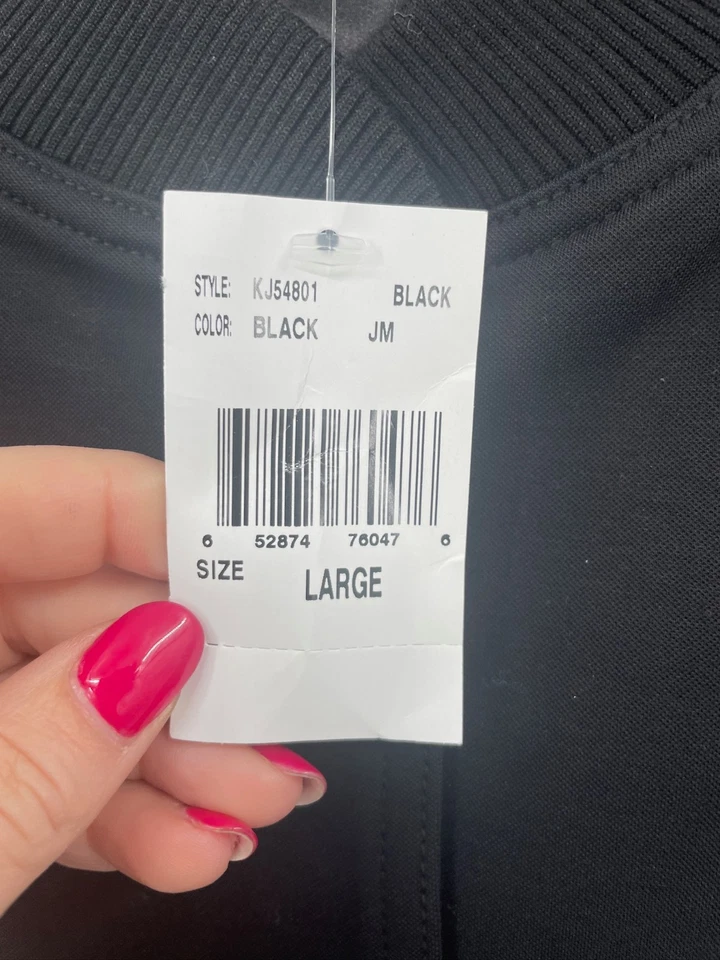 STYLE: KJ54801 BLACK
COLOR: BLACK JM
6 52874 76047 6
SIZE LARGE